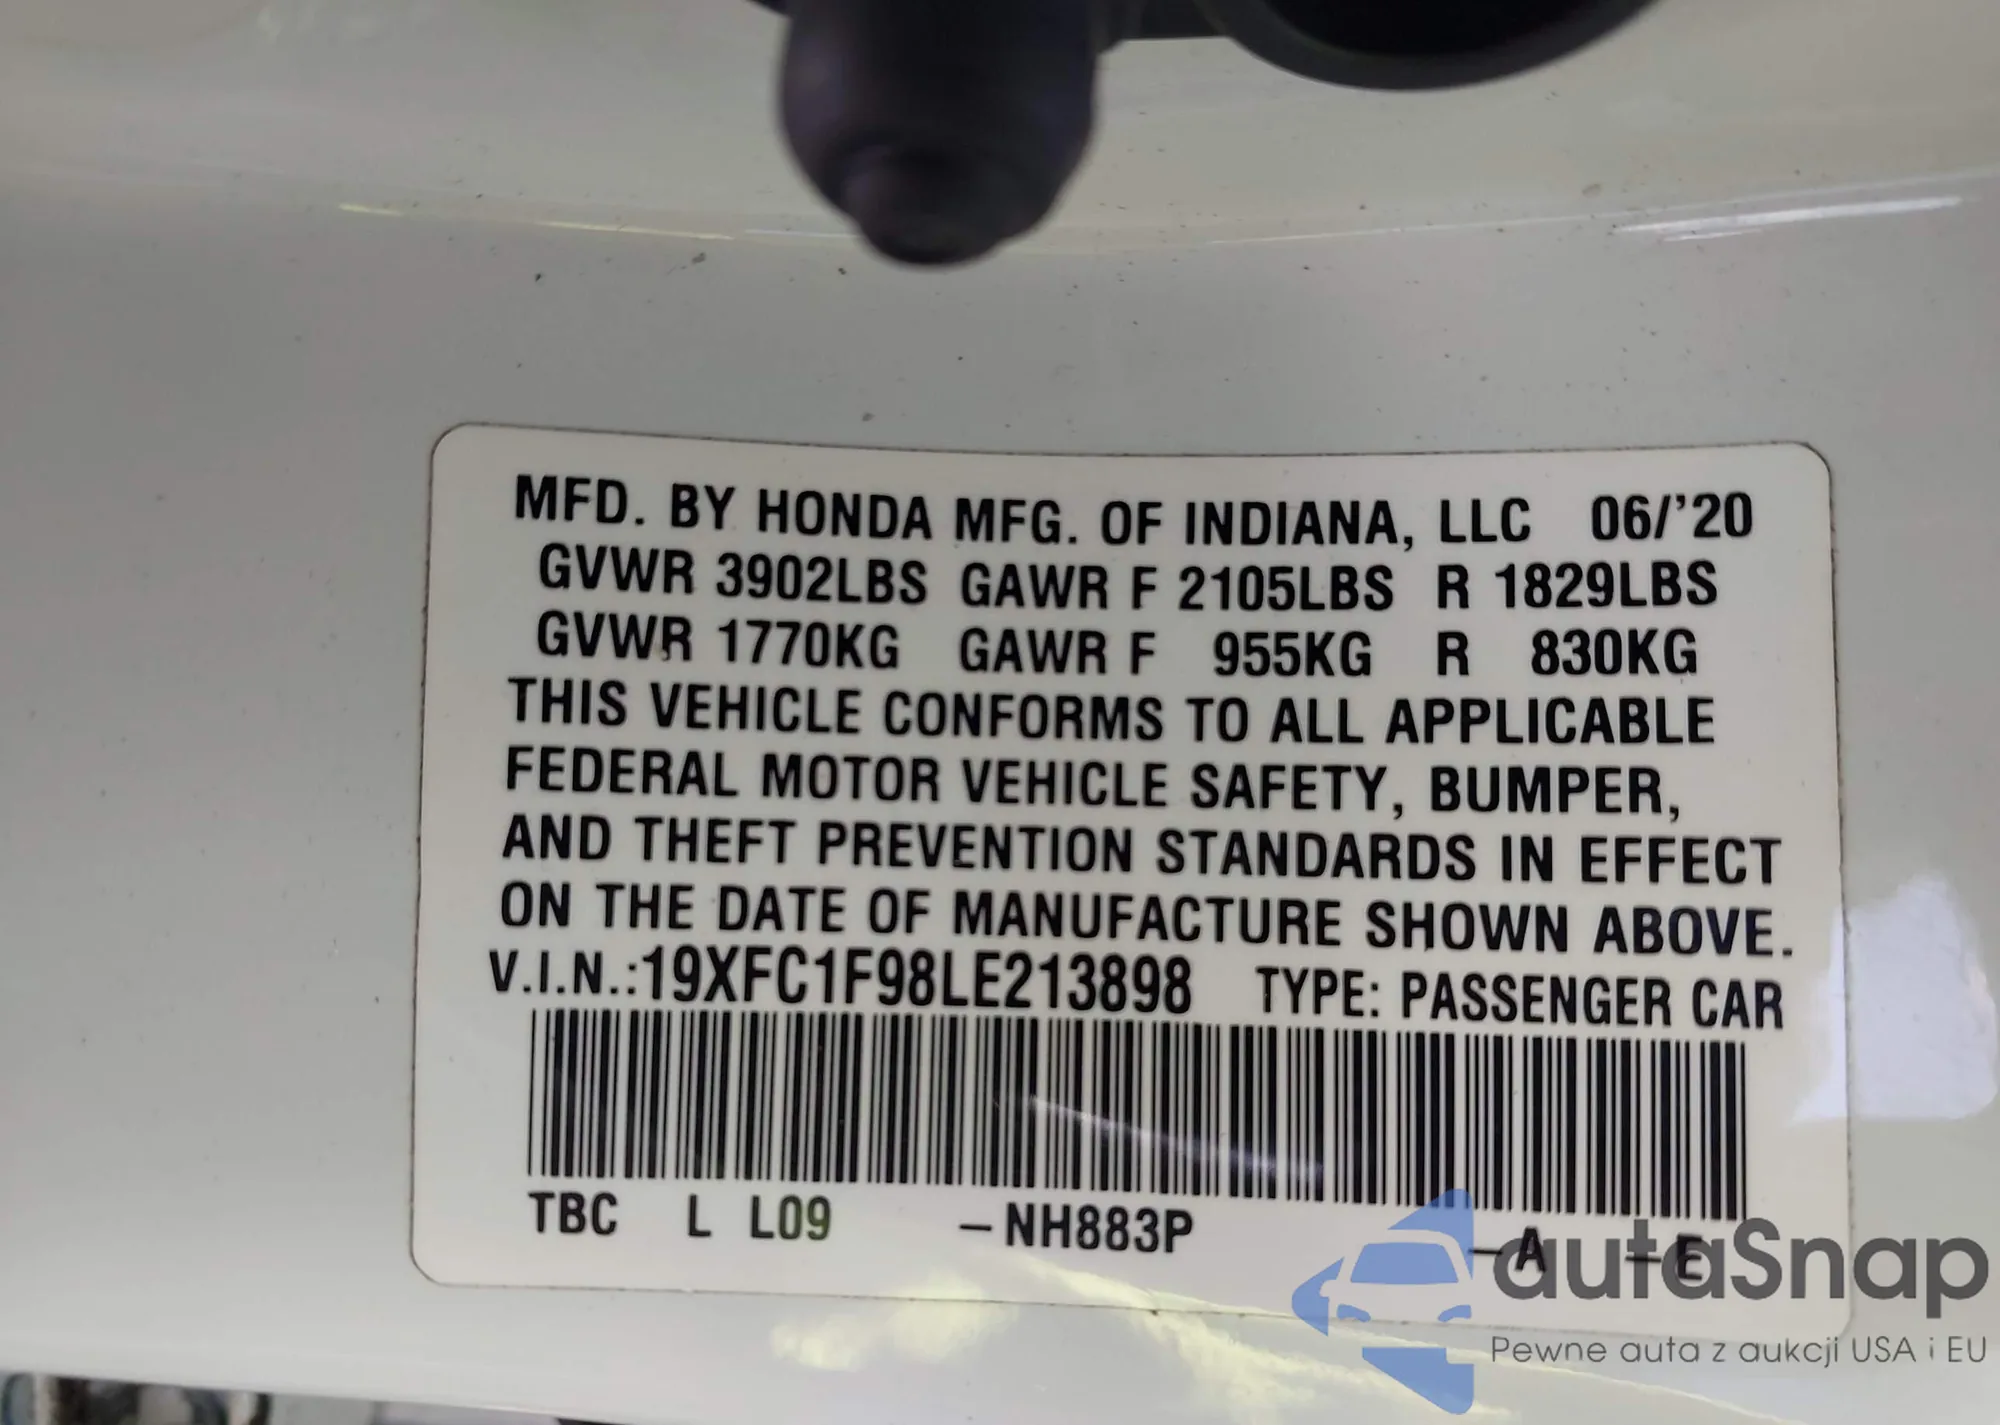 MFD. BY HONDA MFG. OF INDIANA, LLC 06/'20
GVWR 3902LBS GAWR F 2105LBS R 1829LBS
GVWR 1770KG GAWR F 955KG R 830KG
THIS VEHICLE CONFORMS TO ALL APPLICABLE
FEDERAL MOTOR VEHICLE SAFETY, BUMPER,
AND THEFT PREVENTION STANDARDS IN EFFECT
ON THE DATE OF MANUFACTURE SHOWN ABOVE.
V.I.N.:19XFC1F98LE213898 TYPE: PASSENGER CAR
TBC L L09 -NH883P -A -E
autaSnap
Pewne auta z aukcji USA i EU